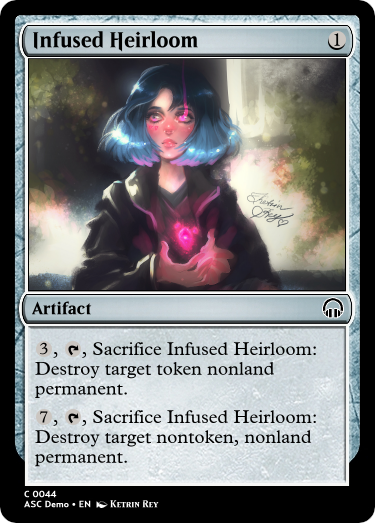 Infused Heirloom 1
Artifact
3, , Sacrifice Infused Heirloom:
Destroy target token nonland
permanent.
7, , Sacrifice Infused Heirloom:
Destroy target nontoken, nonland
permanent.
C 0044
ASC Demo • EN Ketrin Rey